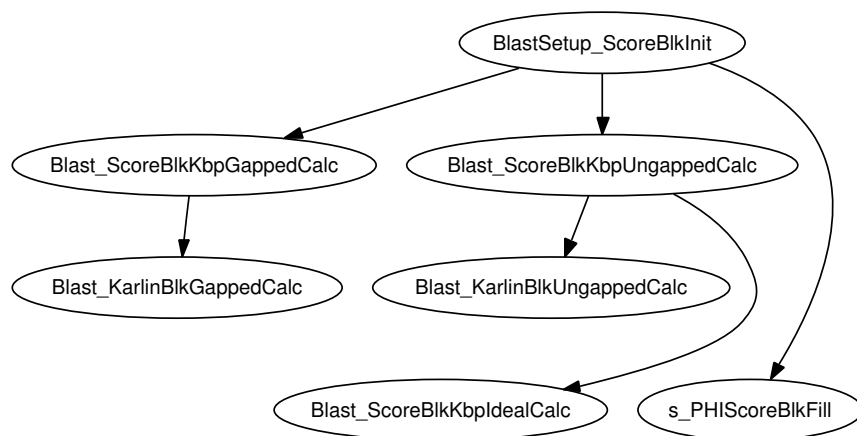 BlastSetup_ScoreBlkInit
Blast_ScoreBlkKbpGappedCalc
Blast_ScoreBlkKbpUngappedCalc
Blast_KarlinBlkGappedCalc
Blast_KarlinBlkUngappedCalc
Blast_ScoreBlkKbpIdealCalc
s_PHIScoreBlkFill